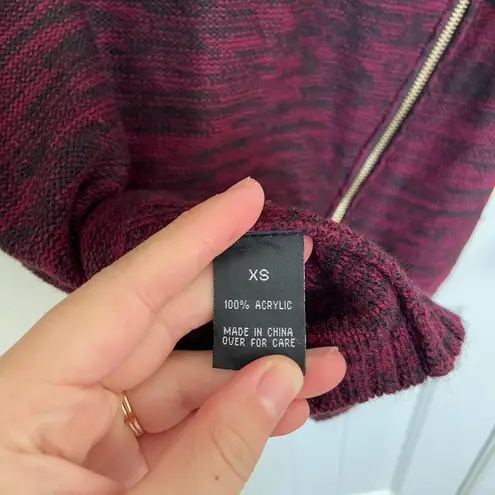 XS
100% ACRYLIC
MADE IN CHINA
OVER FOR CARE